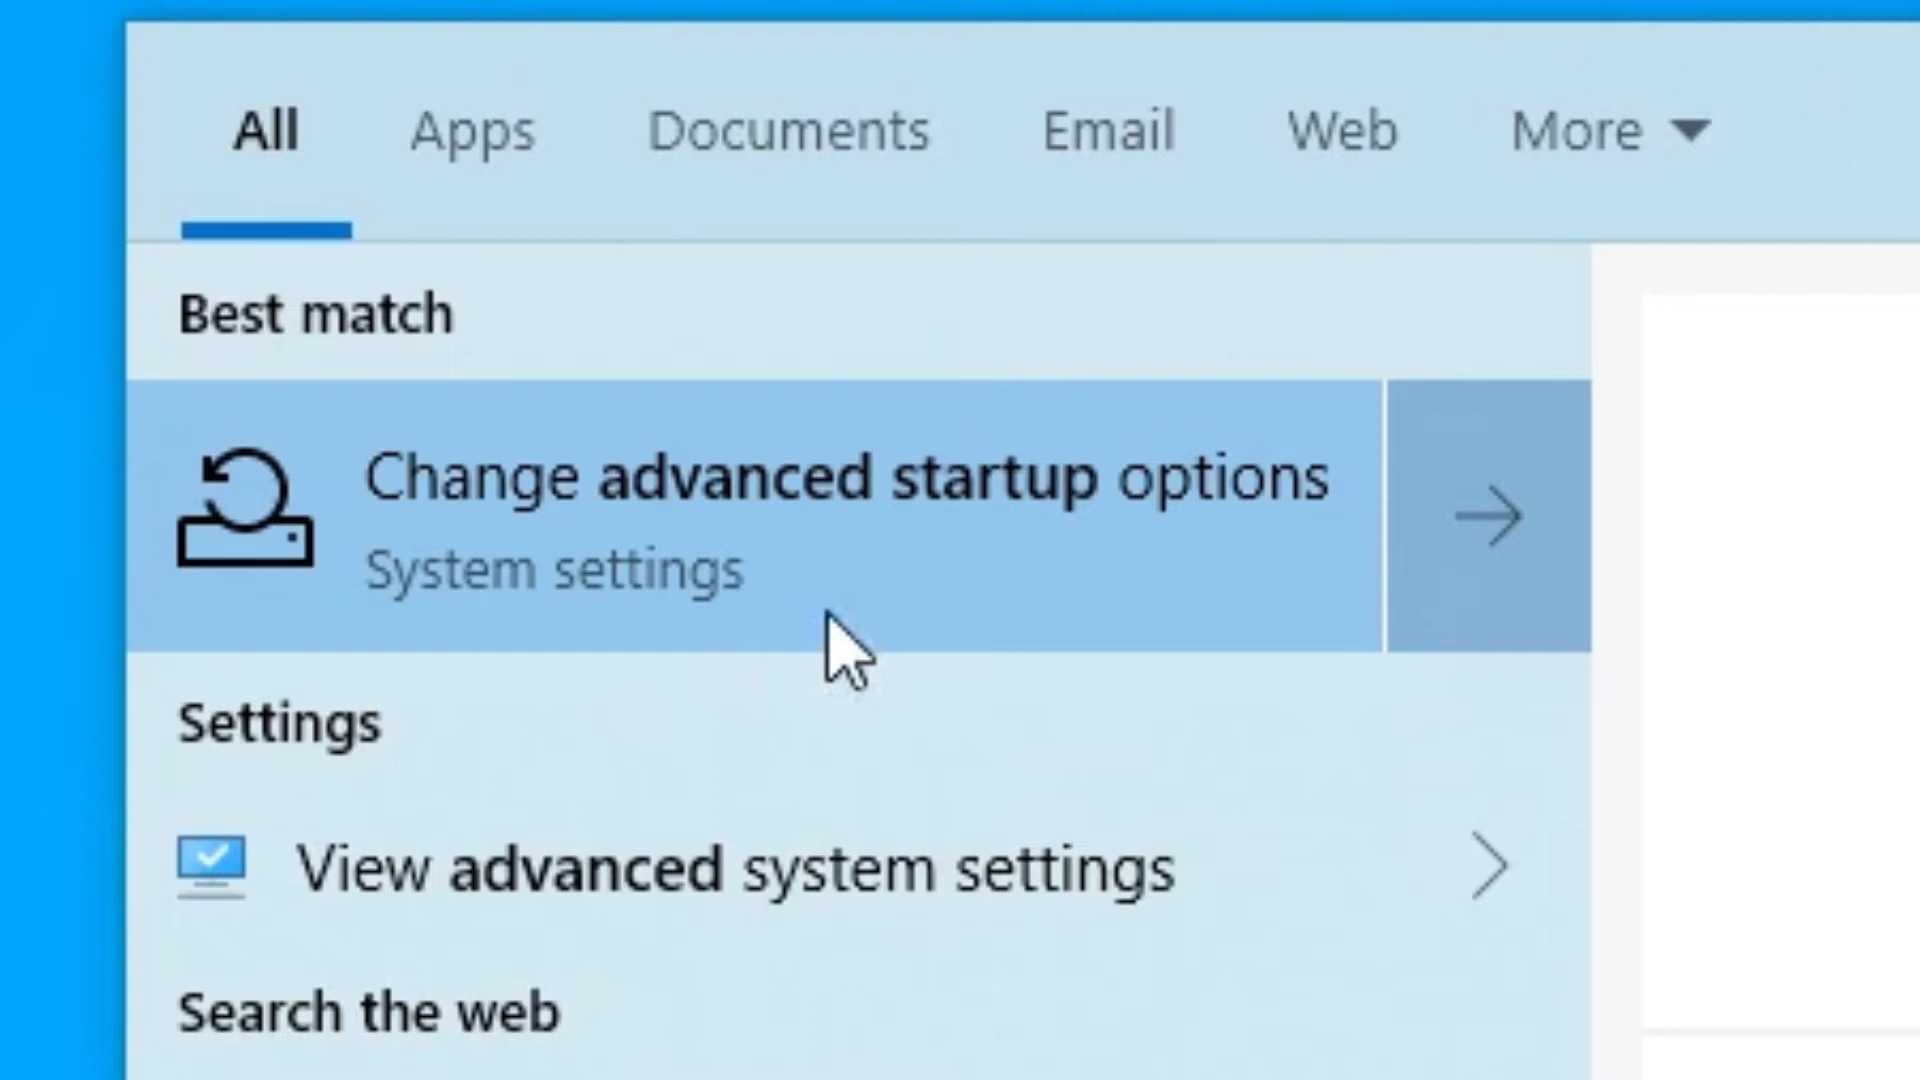 All Apps Documents Email Web More
Best match
Change advanced startup options
System settings
Settings
View advanced system settings
Search the web